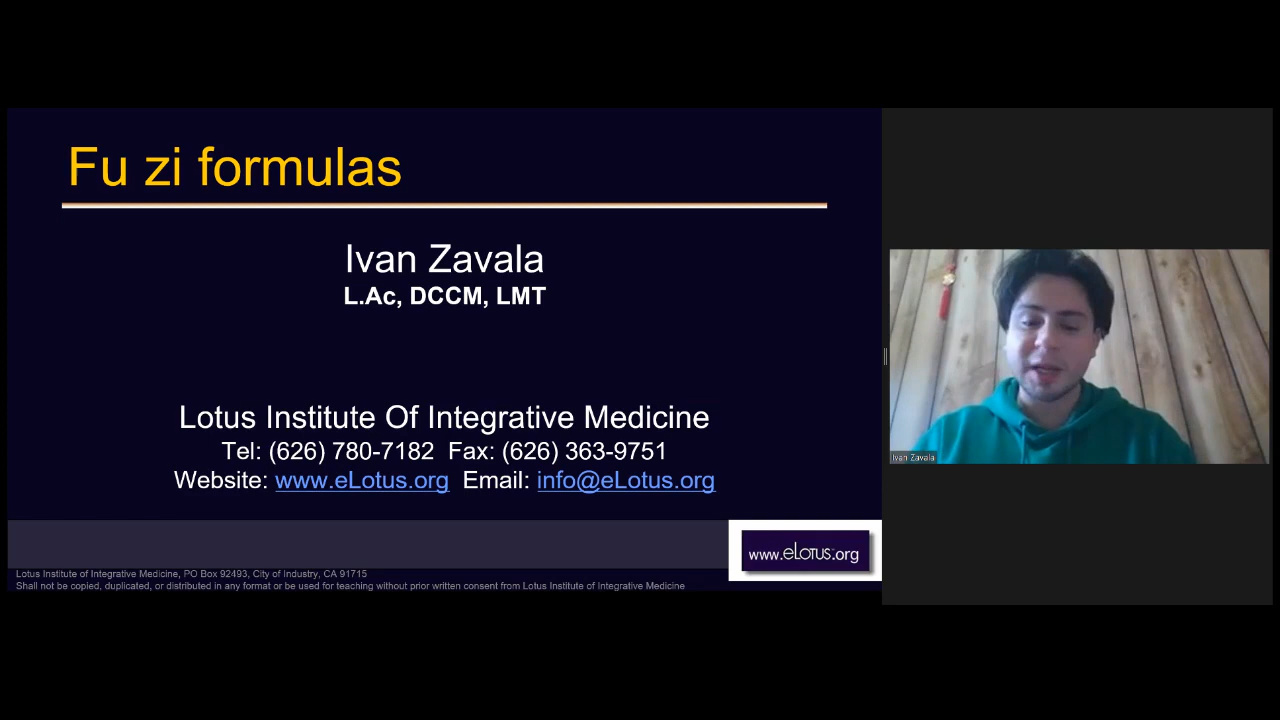 Fu zi formulas
Ivan Zavala
L.Ac, DCCM, LMT
Lotus Institute Of Integrative Medicine
Tel: (626) 780-7182 Fax: (626) 363-9751
Website: www.eLotus.org Email: info@eLotus.org
www.eLotus.org
Lotus Institute of Integrative Medicine, PO Box 92493, City of Industry, CA 91715
Shall not be copied, duplicated, or distributed in any format or be used for teaching without prior written consent from Lotus Institute of Integrative Medicine
Ivan Zavala